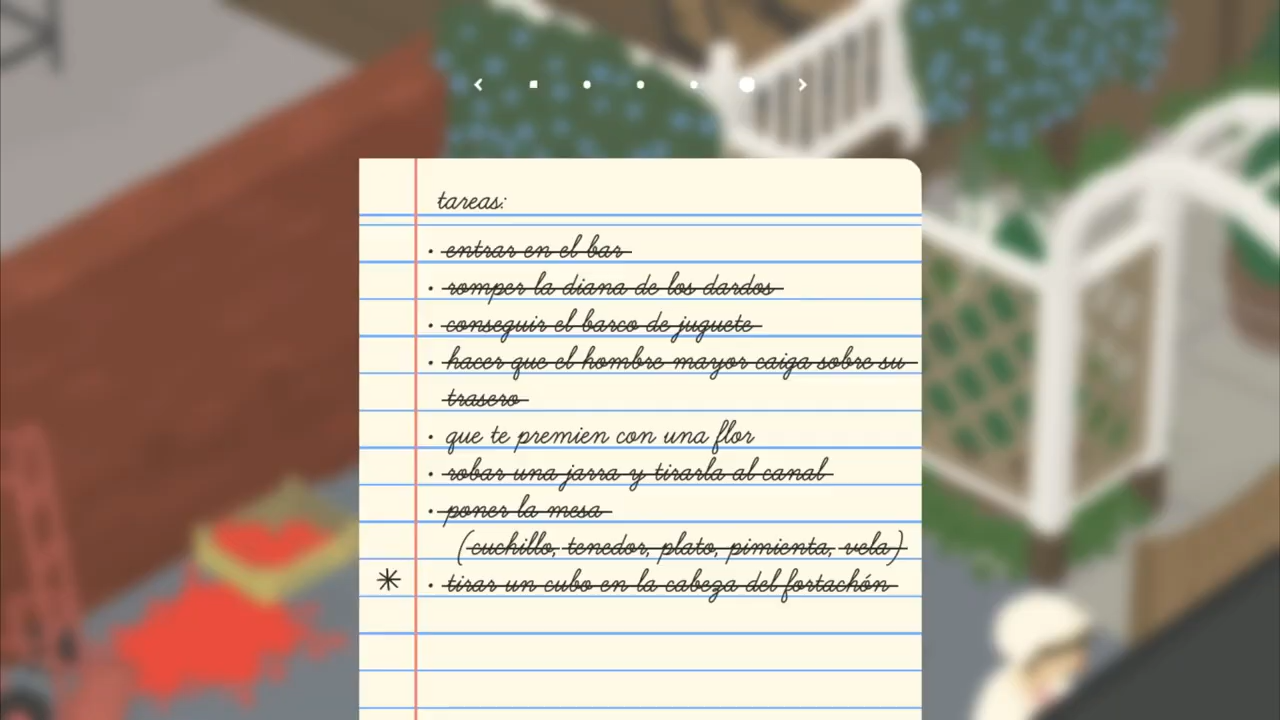 tareas:
• entrar en el bar
• romper la diana de los dardos
• conseguir el barco de juguete
• hacer que el hombre mayor caiga sobre su
trasero
• que te premien con una flor
• robar una jarra y tirarla al canal
• poner la mesa
(cuchillo, tenedor, plato, pimienta, vela)
• tirar un cubo en la cabeza del fortachón